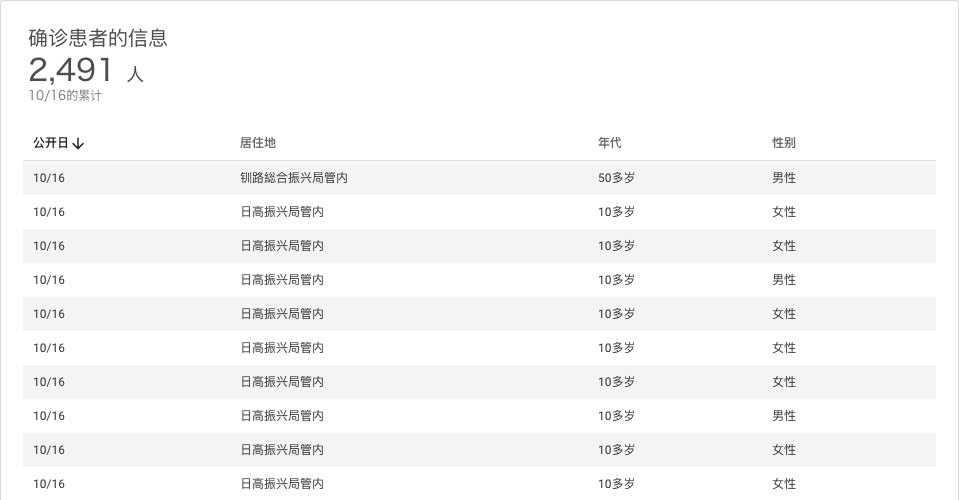 确诊患者的信息
2,491 人
10/16的累计
公开日↓ 居住地 年代 性别
10/16 钏路総合振兴局管内 50多岁 男性
10/16 日高振兴局管内 10多岁 女性
10/16 日高振兴局管内 10多岁 女性
10/16 日高振兴局管内 10多岁 男性
10/16 日高振兴局管内 10多岁 女性
10/16 日高振兴局管内 10多岁 女性
10/16 日高振兴局管内 10多岁 女性
10/16 日高振兴局管内 10多岁 男性
10/16 日高振兴局管内 10多岁 女性
10/16 日高振兴局管内 10多岁 女性